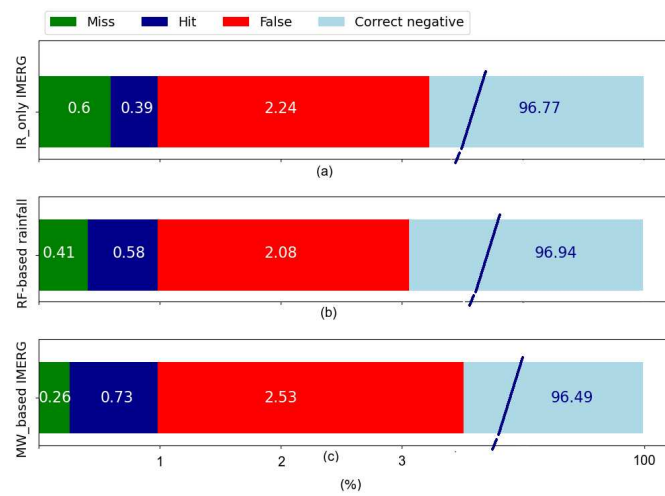 Miss Hit False Correct negative
IR_only IMERG
0.6 0.39 2.24 96.77
(a)
RF-based rainfall
0.41 0.58 2.08 96.94
(b)
MW_based IMERG
0.26 0.73 2.53 96.49
(c)
1 2 3 100
(%)